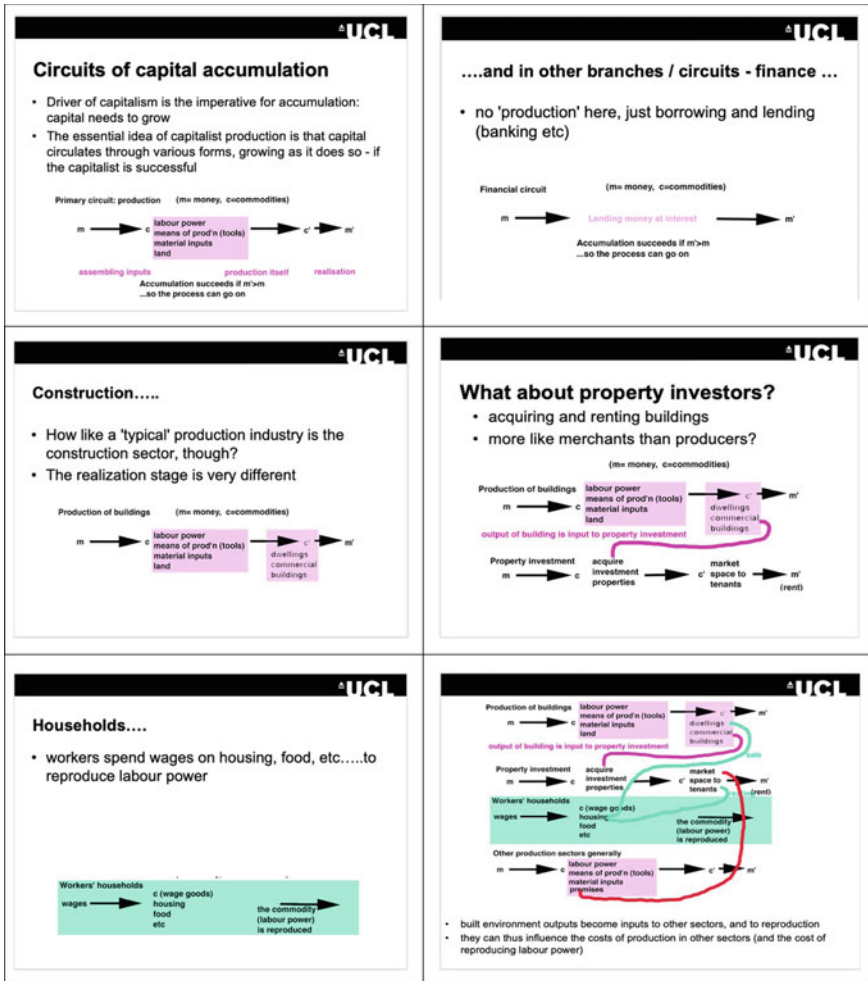 UCL
Circuits of capital accumulation
• Driver of capitalism is the imperative for accumulation:
capital needs to grow
• The essential idea of capitalist production is that capital
circulates through various forms, growing as it does so - if
the capitalist is successful
Primary circuit: production (m= money, c=commodities)
labour power
m c means of prod'n (tools) c' m'
material inputs
land
assembling inputs production itself realisation
Accumulation succeeds if m'>m
...so the process can go on
UCL
....and in other branches / circuits - finance ...
• no 'production' here, just borrowing and lending
(banking etc)
Financial circuit (m= money, c=commodities)
m Lending money at interest m'
Accumulation succeeds if m'>m
...so the process can go on
UCL
Construction.....
• How like a 'typical' production industry is the
construction sector, though?
• The realization stage is very different
Production of buildings (m= money, c=commodities)
labour power
m c means of prod'n (tools) c' m'
material inputs
land
dwellings
commercial
buildings
UCL
What about property investors?
• acquiring and renting buildings
• more like merchants than producers?
(m= money, c=commodities)
Production of buildings
labour power
means of prod'n (tools) c' m'
m c material inputs
land
dwellings
commercial
buildings
output of building is input to property investment
Property investment
m c acquire
investment
properties
c' market
space to
tenants
m'
(rent)
UCL
Households....
• workers spend wages on housing, food, etc.....to
reproduce labour power
Workers' households
wages c (wage goods)
housing
food
etc
the commodity
(labour power)
is reproduced
UCL
Production of buildings
labour power
means of prod'n (tools) c' m'
m c material inputs
land
dwellings
commercial
buildings
output of building is input to property investment
Property investment
m c acquire
investment
properties
c' market
space to
tenants
m'
(rent)
Workers' households
wages c (wage goods)
housing
food
etc
the commodity
(labour power)
is reproduced
Other production sectors generally
labour power
m c means of prod'n (tools) c' m'
material inputs
premises
• built environment outputs become inputs to other sectors, and to reproduction
• they can thus influence the costs of production in other sectors (and the cost of
reproducing labour power)